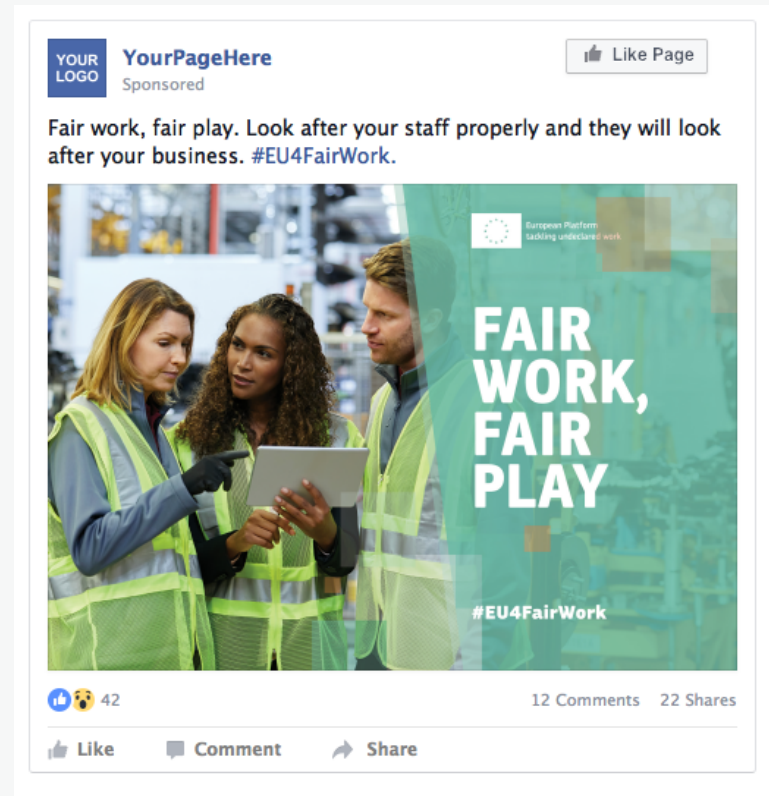 YOUR
LOGO
YourPageHere
Sponsored
Like Page
Fair work, fair play. Look after your staff properly and they will look
after your business. #EU4FairWork.
European Platform
tackling undeclared work
FAIR
WORK,
FAIR
PLAY
#EU4FairWork
42
12 Comments 22 Shares
Like Comment Share